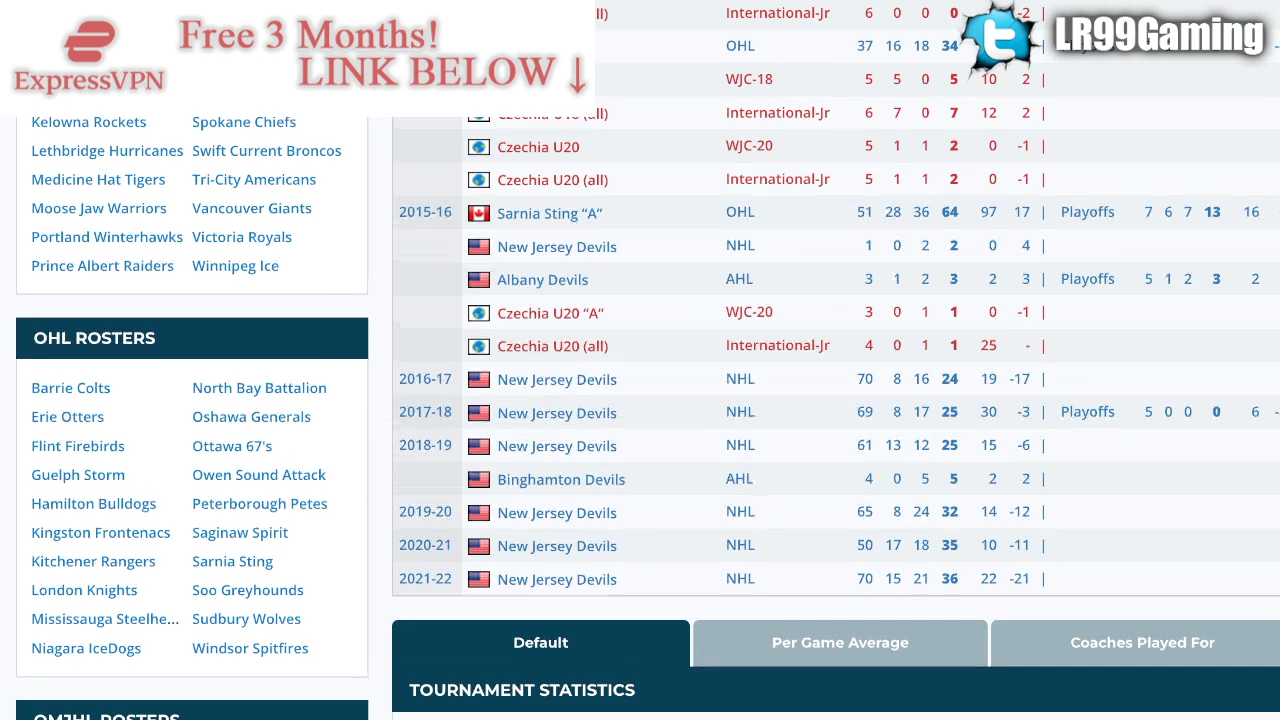 ExpressVPN
Free 3 Months!
LINK BELOW ↓
LR99Gaming
ll) International-Jr 6 0 0 0 -2 |
OHL 37 16 18 34
WJC-18 5 5 0 5 10 2 |
Czechia U18 (all) International-Jr 6 7 0 7 12 2 |
Czechia U20 WJC-20 5 1 1 2 0 -1 |
Czechia U20 (all) International-Jr 5 1 1 2 0 -1 |
2015-16 Sarnia Sting “A” OHL 51 28 36 64 97 17 | Playoffs 7 6 7 13 16
New Jersey Devils NHL 1 0 2 2 0 4 |
Albany Devils AHL 3 1 2 3 2 3 | Playoffs 5 1 2 3 2
Czechia U20 “A” WJC-20 3 0 1 1 0 -1 |
Czechia U20 (all) International-Jr 4 0 1 1 25 - |
2016-17 New Jersey Devils NHL 70 8 16 24 19 -17 |
2017-18 New Jersey Devils NHL 69 8 17 25 30 -3 | Playoffs 5 0 0 0 6 -
2018-19 New Jersey Devils NHL 61 13 12 25 15 -6 |
Binghamton Devils AHL 4 0 5 5 2 2 |
2019-20 New Jersey Devils NHL 65 8 24 32 14 -12 |
2020-21 New Jersey Devils NHL 50 17 18 35 10 -11 |
2021-22 New Jersey Devils NHL 70 15 21 36 22 -21 |
Default Per Game Average Coaches Played For
TOURNAMENT STATISTICS
Kelowna Rockets Spokane Chiefs
Lethbridge Hurricanes Swift Current Broncos
Medicine Hat Tigers Tri-City Americans
Moose Jaw Warriors Vancouver Giants
Portland Winterhawks Victoria Royals
Prince Albert Raiders Winnipeg Ice
OHL ROSTERS
Barrie Colts North Bay Battalion
Erie Otters Oshawa Generals
Flint Firebirds Ottawa 67's
Guelph Storm Owen Sound Attack
Hamilton Bulldogs Peterborough Petes
Kingston Frontenacs Saginaw Spirit
Kitchener Rangers Sarnia Sting
London Knights Soo Greyhounds
Mississauga Steelhe... Sudbury Wolves
Niagara IceDogs Windsor Spitfires
OMJHL ROSTERS